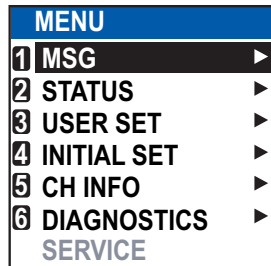 MENU
1 MSG ▶
2 STATUS ▶
3 USER SET ▶
4 INITIAL SET ▶
5 CH INFO ▶
6 DIAGNOSTICS ▶
SERVICE